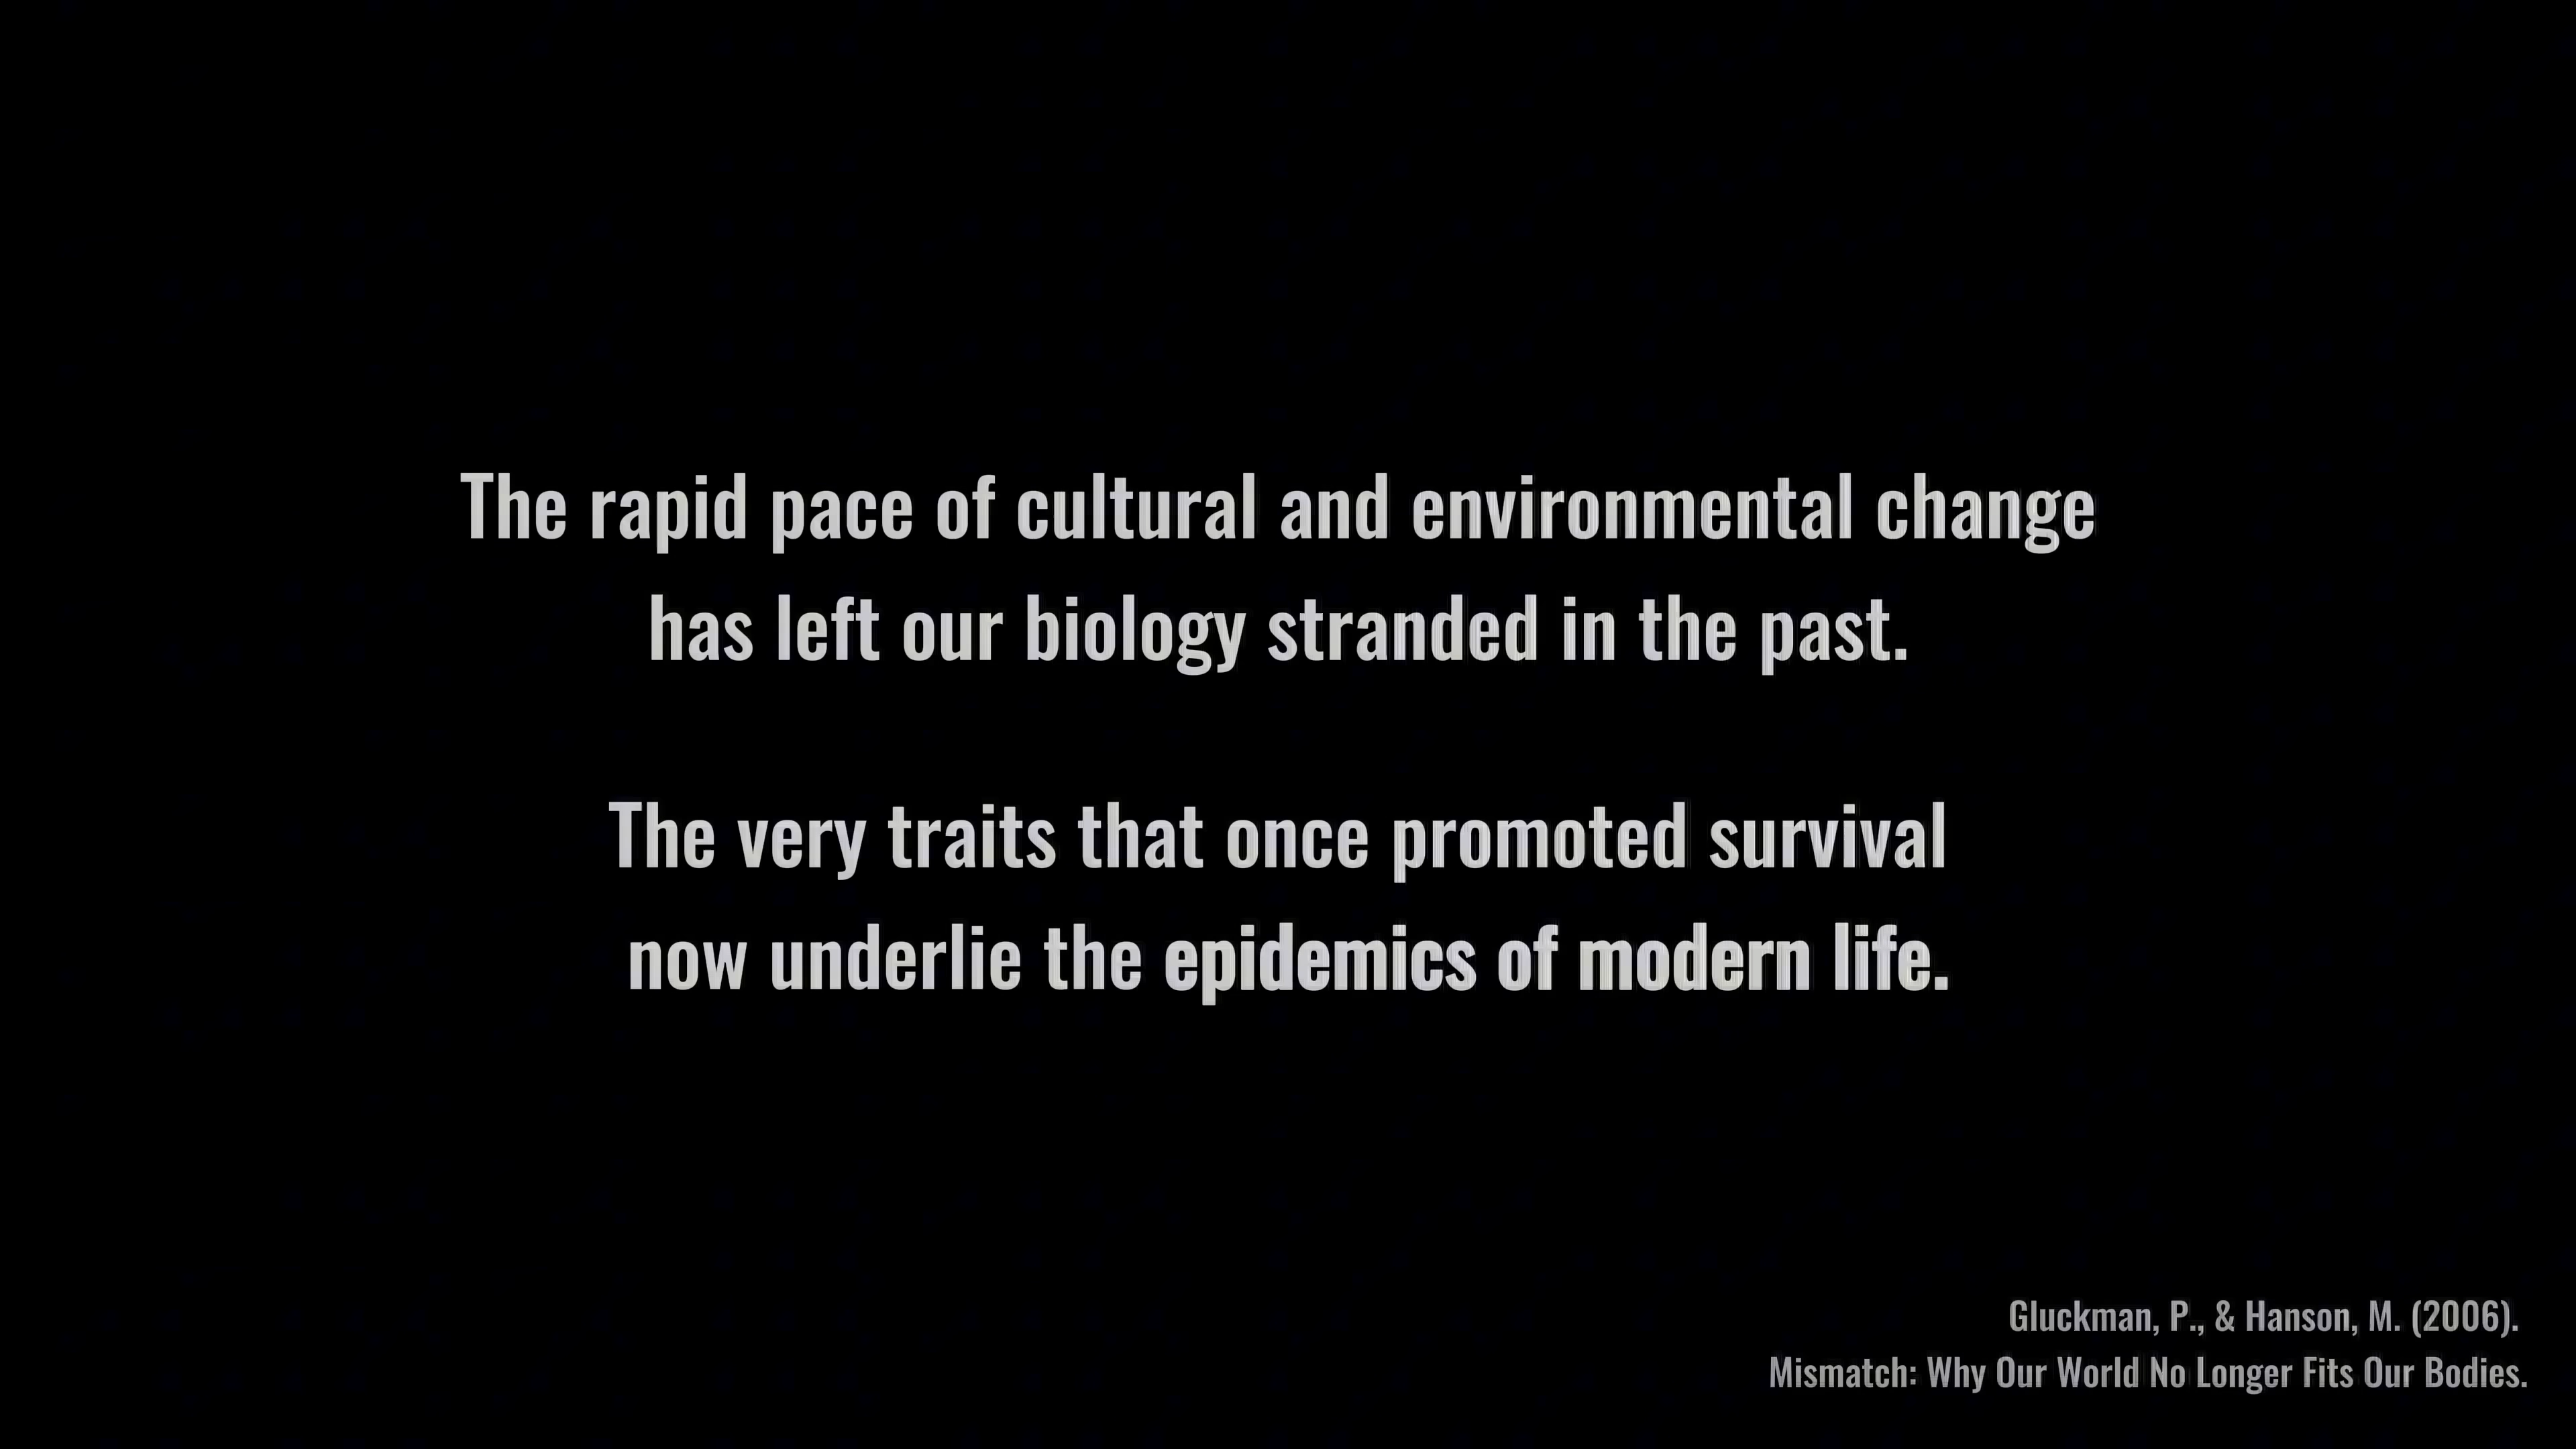 The rapid pace of cultural and environmental change
has left our biology stranded in the past.
The very traits that once promoted survival
now underlie the epidemics of modern life.
Gluckman, P., & Hanson, M. (2006).
Mismatch: Why Our World No Longer Fits Our Bodies.